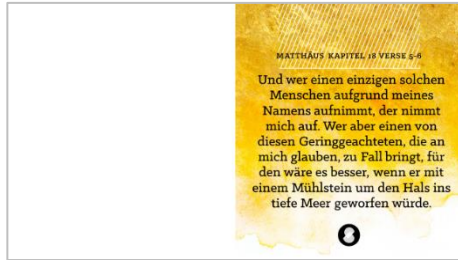 MATTHÄUS KAPITEL 18 VERSE 5-6
Und wer einen einzigen solchen
Menschen aufgrund meines
Namens aufnimmt, der nimmt
mich auf. Wer aber einen von
diesen Geringgeachteten, die an
mich glauben, zu Fall bringt, für
den wäre es besser, wenn er mit
einem Mühlstein um den Hals ins
tiefe Meer geworfen würde.